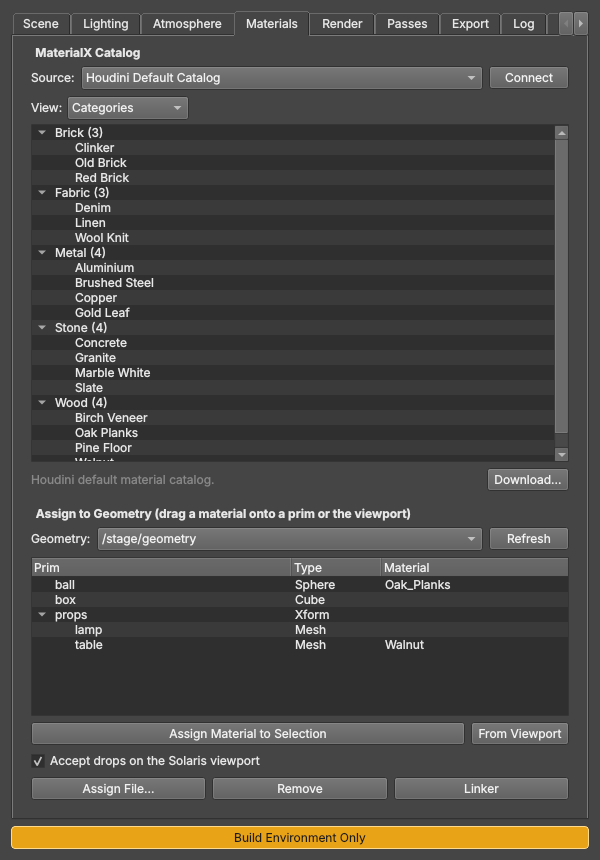 Scene Lighting Atmosphere Materials Render Passes Export Log
MaterialX Catalog
Source: Houdini Default Catalog Connect
View: Categories
Brick (3)
Clinker
Old Brick
Red Brick
Fabric (3)
Denim
Linen
Wool Knit
Metal (4)
Aluminium
Brushed Steel
Copper
Gold Leaf
Stone (4)
Concrete
Granite
Marble White
Slate
Wood (4)
Birch Veneer
Oak Planks
Pine Floor
Walnut
Houdini default material catalog. Download...
Assign to Geometry (drag a material onto a prim or the viewport)
Geometry: /stage/geometry Refresh
Prim Type Material
ball Sphere Oak_Planks
box Cube
props Xform
lamp Mesh
table Mesh Walnut
Assign Material to Selection From Viewport
Accept drops on the Solaris viewport
Assign File... Remove Linker
Build Environment Only